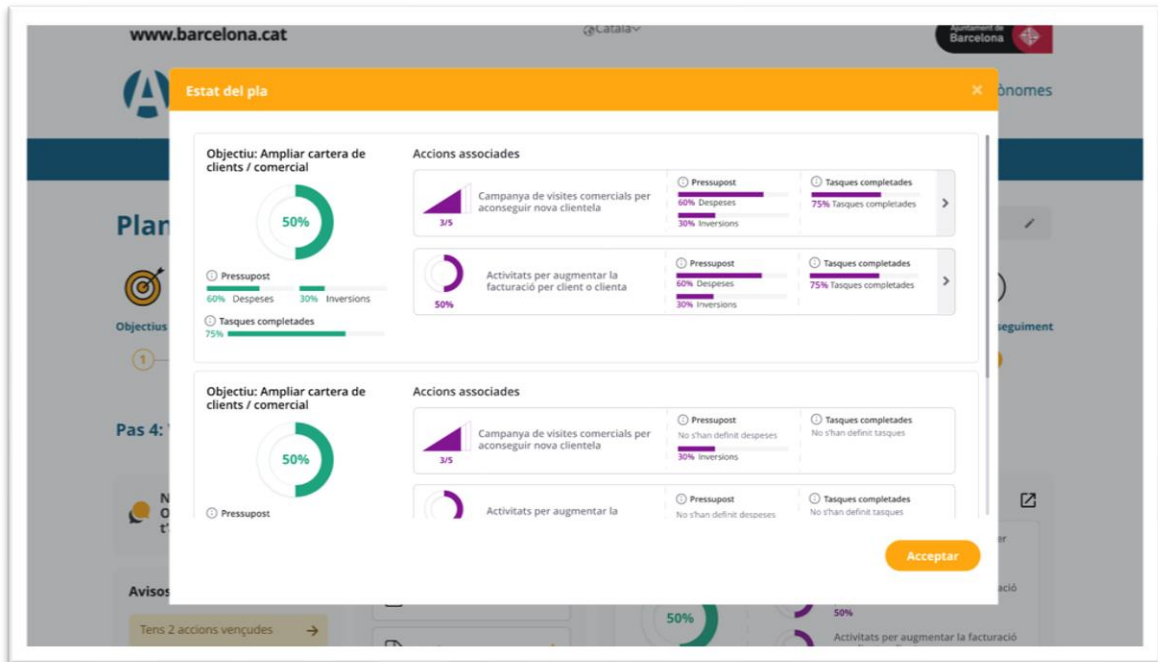 www.barcelona.cat
Català
Ajuntament de
Barcelona
Estat del pla
ònomes
Objectiu: Ampliar cartera de
clients / comercial
50%
Pressupost
60% Despeses
30% Inversions
Tasques completades
75%
Accions associades
Campanya de visites comercials per
aconseguir nova clientela
3/5
Pressupost
60% Despeses
30% Inversions
Tasques completades
75% Tasques completades
Activitats per augmentar la
facturació per client o clienta
50%
Pressupost
60% Despeses
30% Inversions
Tasques completades
75% Tasques completades
Objectiu: Ampliar cartera de
clients / comercial
50%
Pressupost
Accions associades
Campanya de visites comercials per
aconseguir nova clientela
3/5
Pressupost
No s'han definit despeses
30% Inversions
Tasques completades
No s'han definit tasques
Activitats per augmentar la
Pressupost
No s'han definit despeses
Tasques completades
No s'han definit tasques
Acceptar
Plan
Objectius
1
seguiment
Pas 4:
N
O
t'
Avisos
Tens 2 accions vençudes
er
ació
50%
50%
Activitats per augmentar la facturació